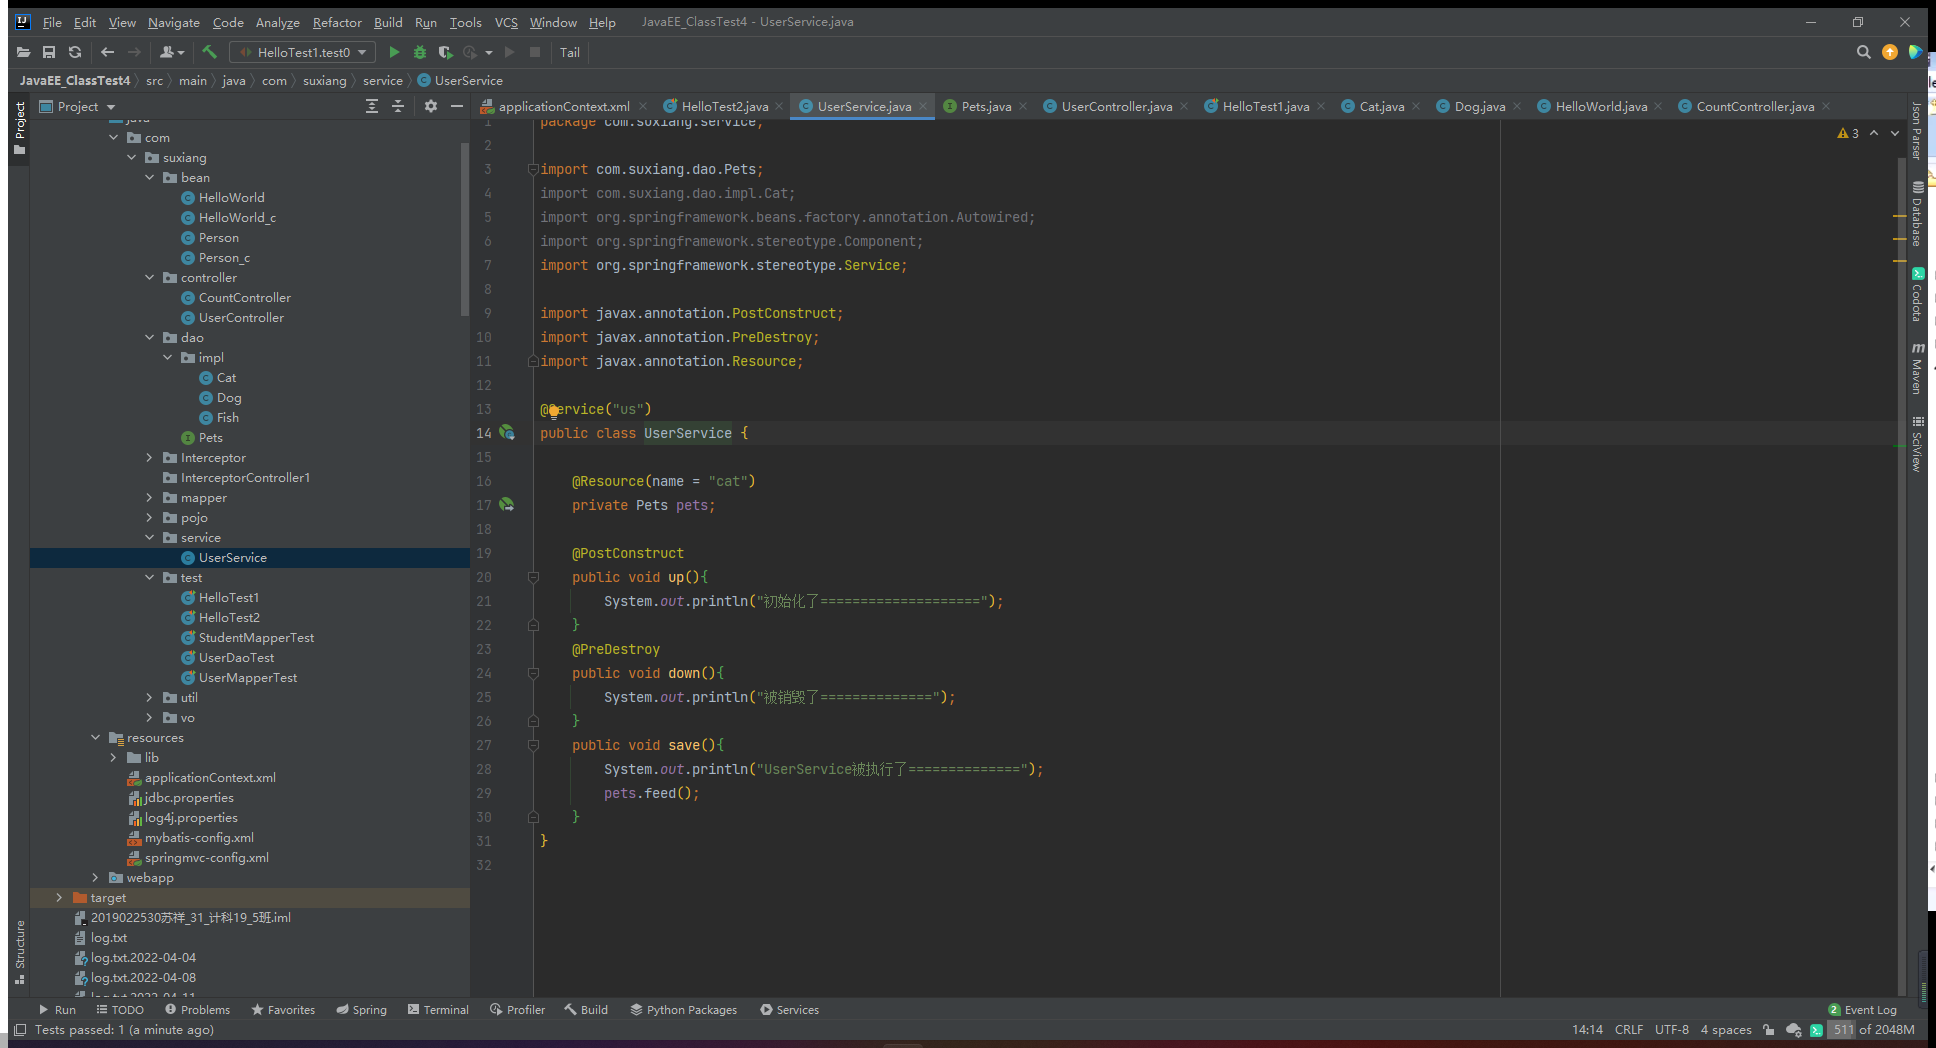 File Edit View Navigate Code Analyze Refactor Build Run Tools VCS Window Help JavaEE_ClassTest4 - UserService.java
HelloTest1.test0 Tail
JavaEE_ClassTest4 src main java com suxiang service UserService
Project
applicationContext.xml HelloTest2.java UserService.java Pets.java UserController.java HelloTest1.java Cat.java Dog.java HelloWorld.java CountController.java
Project
java
com
suxiang
bean
HelloWorld
HelloWorld_c
Person
Person_c
controller
CountController
UserController
dao
impl
Cat
Dog
Fish
Pets
Interceptor
InterceptorController1
mapper
pojo
service
UserService
test
HelloTest1
HelloTest2
StudentMapperTest
UserDaoTest
UserMapperTest
util
vo
resources
lib
applicationContext.xml
jdbc.properties
log4j.properties
mybatis-config.xml
springmvc-config.xml
webapp
target
2019022530苏祥_31_计科19_5班.iml
log.txt
log.txt.2022-04-04
log.txt.2022-04-08
log.txt.2022-04-11
Structure
1 package com.suxiang.service;
2
3 import com.suxiang.dao.Pets;
4 import com.suxiang.dao.impl.Cat;
5 import org.springframework.beans.factory.annotation.Autowired;
6 import org.springframework.stereotype.Component;
7 import org.springframework.stereotype.Service;
8
9 import javax.annotation.PostConstruct;
10 import javax.annotation.PreDestroy;
11 import javax.annotation.Resource;
12
13 @Service("us")
14 public class UserService {
15
16 @Resource(name = "cat")
17 private Pets pets;
18
19 @PostConstruct
20 public void up(){
21 System.out.println("初始化了====================");
22 }
23 @PreDestroy
24 public void down(){
25 System.out.println("被销毁了==============");
26 }
27 public void save(){
28 System.out.println("UserService被执行了==============");
29 pets.feed();
30 }
31 }
32
3
Json Parser
Database
Codota
Maven
SciView
Run TODO Problems Favorites Spring Terminal Profiler Build Python Packages Services 2 Event Log
Tests passed: 1 (a minute ago) 14:14 CRLF UTF-8 4 spaces 511 of 2048M